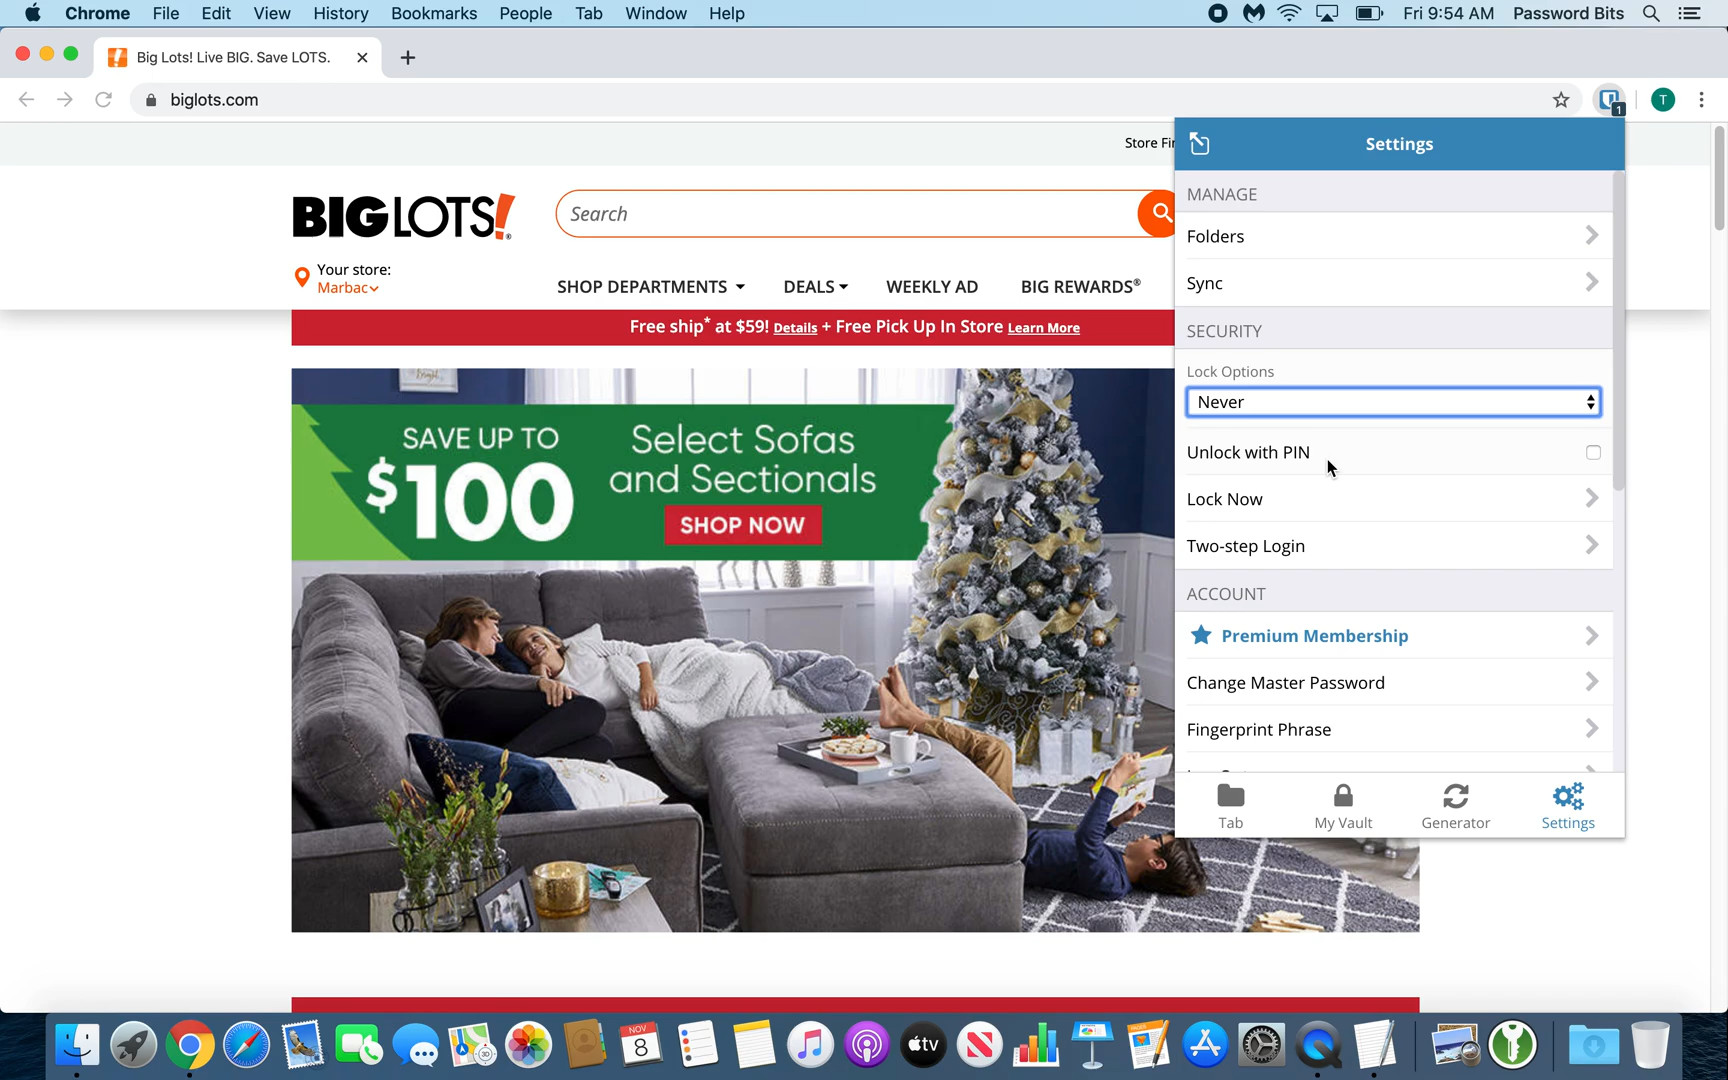 Chrome File Edit View History Bookmarks People Tab Window Help Fri 9:54 AM Password Bits
Big Lots! Live BIG. Save LOTS.
biglots.com
1
T
Store Fi
BIGLOTS!
Search
Your store:
Marbac
SHOP DEPARTMENTS DEALS WEEKLY AD BIG REWARDS®
Free ship* at $59! Details + Free Pick Up In Store Learn More
SAVE UP TO
$100
Select Sofas
and Sectionals
SHOP NOW
Settings
MANAGE
Folders
Sync
SECURITY
Lock Options
Never
Unlock with PIN
Lock Now
Two-step Login
ACCOUNT
Premium Membership
Change Master Password
Fingerprint Phrase
Tab My Vault Generator Settings
NOV
8
tv